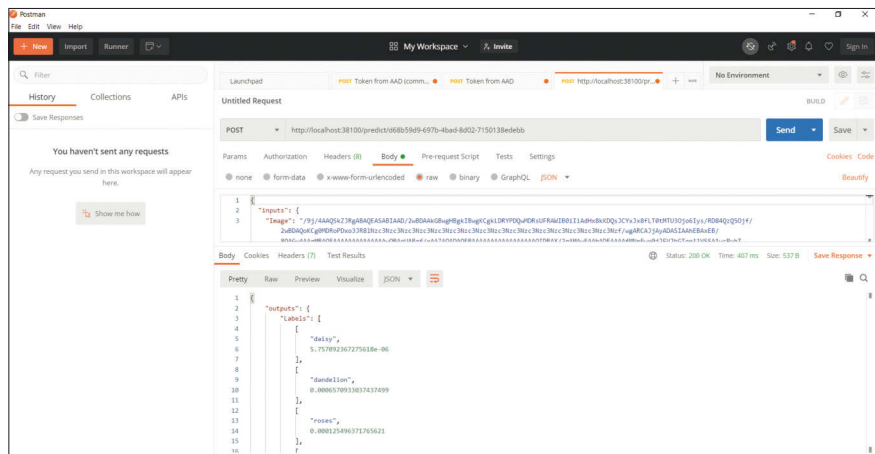 Postman
File Edit View Help
+ New Import Runner My Workspace Invite Sign In
Filter
History Collections APIs
Save Responses
You haven't sent any requests
Any request you send in this workspace will appear
here.
Show me how
Launchpad POST Token from AAD (comm... POST Token from AAD POST http://localhost:38100/pr... + ... No Environment
Untitled Request BUILD
POST http://localhost:38100/predict/d68b59d9-697b-4bad-8d02-7150138edebb Send Save
Params Authorization Headers (8) Body Pre-request Script Tests Settings Cookies Code
none form-data x-www-form-urlencoded raw binary GraphQL JSON Beautify
1 {
2 "inputs": {
3 "Image":
Body Cookies Headers (7) Test Results Status: 200 OK Time: 407 ms Size: 537 B Save Response
Pretty Raw Preview Visualize JSON
1 {
2 "outputs": {
3 "Labels": [
4 [
5 "daisy",
6 5.757092367275618e-06
7 ],
8 [
9 "dandelion",
10 0.0006570933037437499
11 ],
12 [
13 "roses",
14 0.000125496371765621
15 ],
16 [